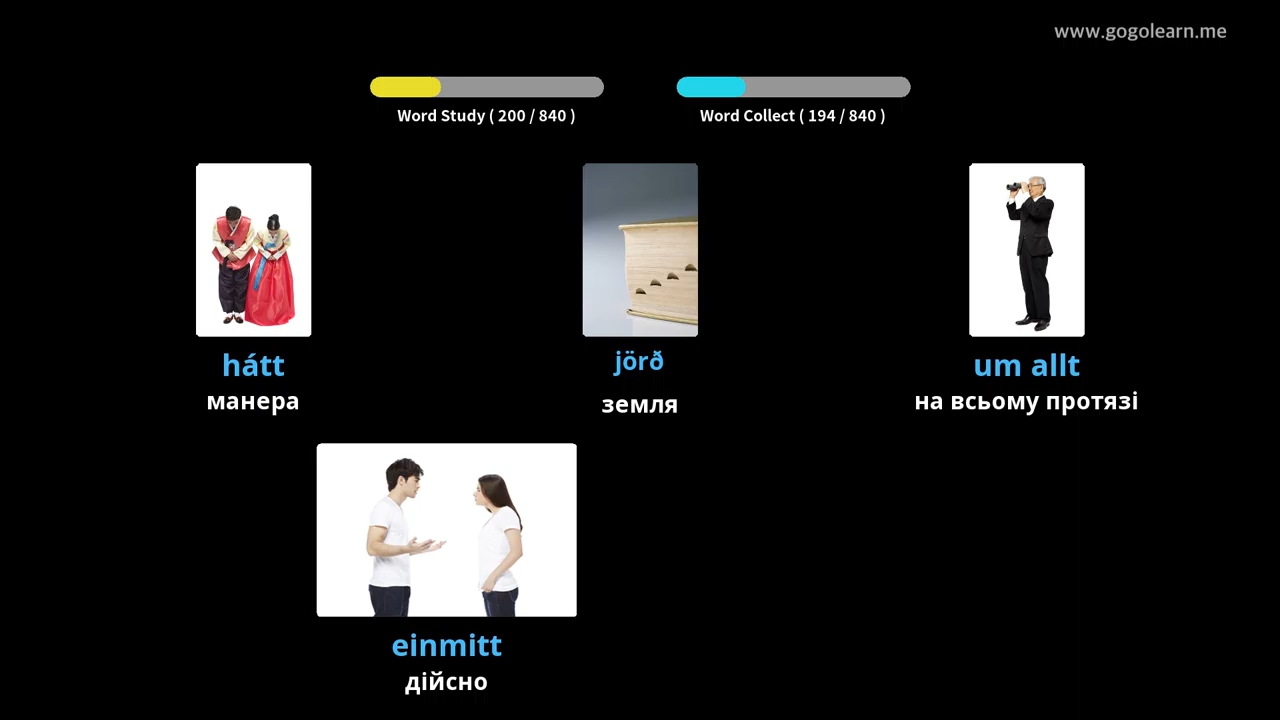 www.gogolearn.me
Word Study ( 200 / 840 )
Word Collect ( 194 / 840 )
hátt
манера
jörð
земля
um allt
на всьому протязі
einmitt
дійсно